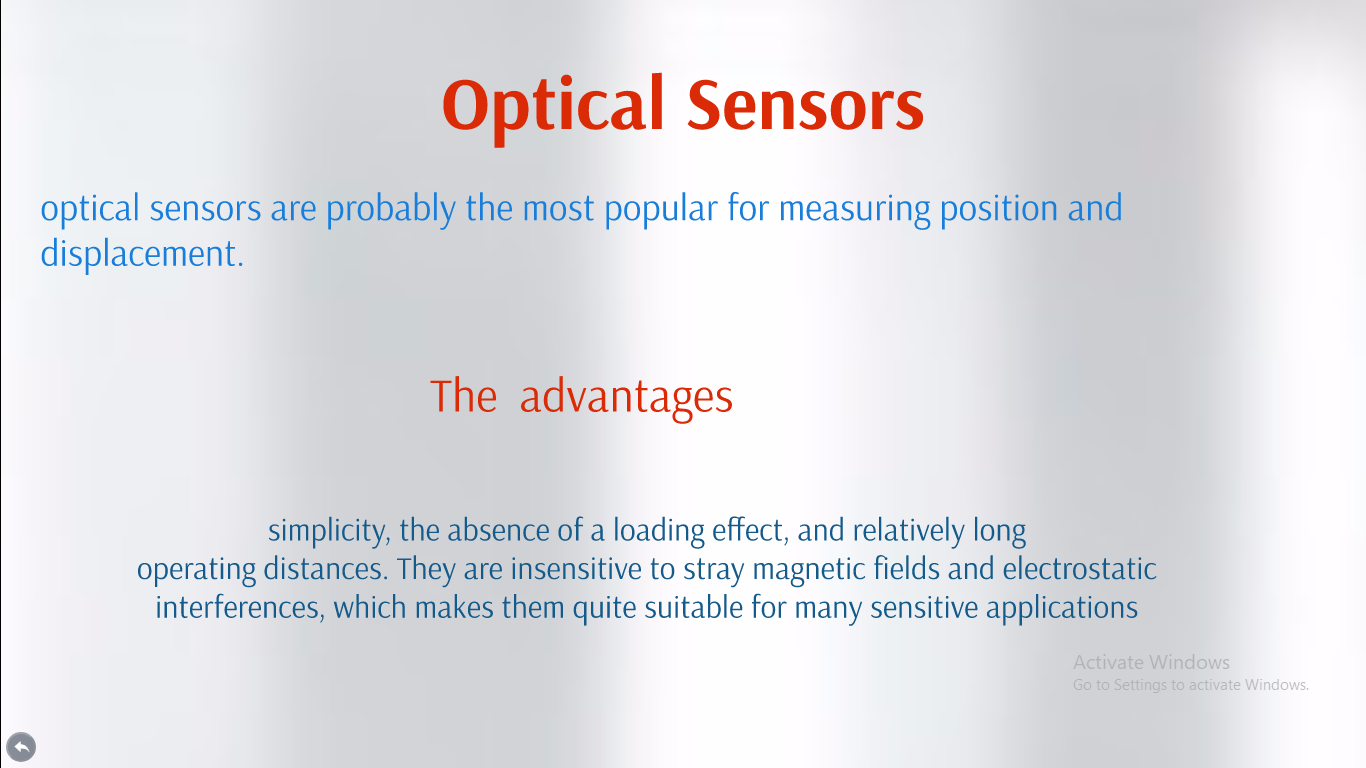 Optical Sensors
optical sensors are probably the most popular for measuring position and
displacement.
The advantages
simplicity, the absence of a loading effect, and relatively long
operating distances. They are insensitive to stray magnetic fields and electrostatic
interferences, which makes them quite suitable for many sensitive applications
Activate Windows
Go to Settings to activate Windows.